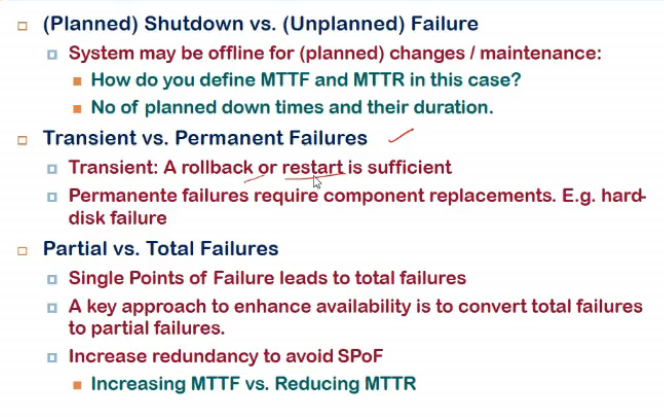 (Planned) Shutdown vs. (Unplanned) Failure
System may be offline for (planned) changes / maintenance:
How do you define MTTF and MTTR in this case?
No of planned down times and their duration.
Transient vs. Permanent Failures
Transient: A rollback or restart is sufficient
Permanente failures require component replacements. E.g. hard-
disk failure
Partial vs. Total Failures
Single Points of Failure leads to total failures
A key approach to enhance availability is to convert total failures
to partial failures.
Increase redundancy to avoid SPoF
Increasing MTTF vs. Reducing MTTR